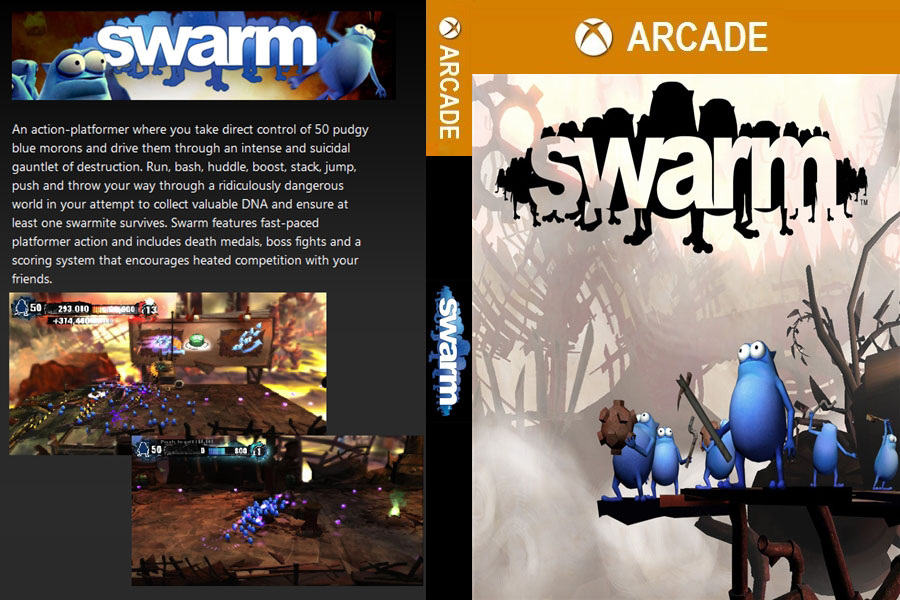 swarm
An action-platformer where you take direct control of 50 pudgy
blue morons and drive them through an intense and suicidal
gauntlet of destruction. Run, bash, huddle, boost, stack, jump,
push and throw your way through a ridiculously dangerous
world in your attempt to collect valuable DNA and ensure at
least one swarmite survives. Swarm features fast-paced
platformer action and includes death medals, boss fights and a
scoring system that encourages heated competition with your
friends.
50
13
50
0 800 1
ARCADE
swarm
ARCADE
swarm™